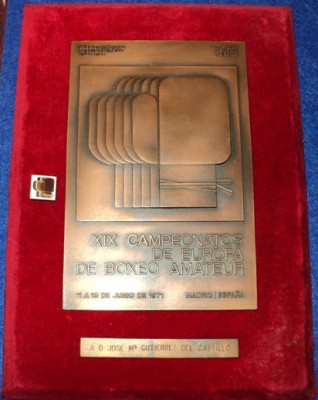 XIX CAMPEONATOS
DE EUROPA
DE BOXEO AMATEUR
11 A 19 DE JUNIO DE 1971 MADRID | ESPAÑA
A D. JOSE Mª GUTIERREZ DEL CASTILLO